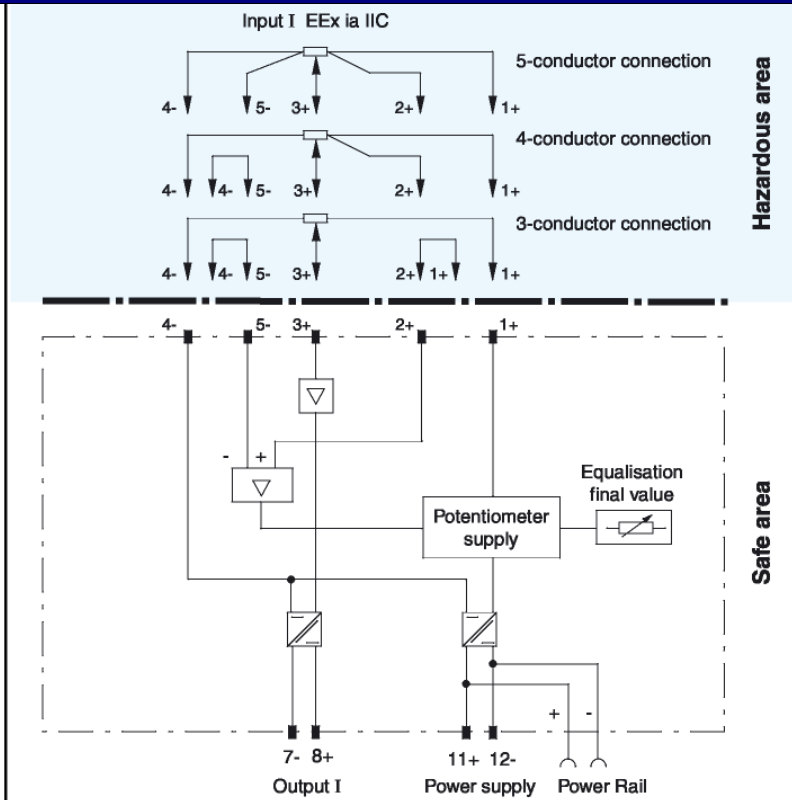 Input I EEx ia IIC
5-conductor connection
4- 5- 3+ 2+ 1+
4-conductor connection
4- 4- 5- 3+ 2+ 1+
3-conductor connection
4- 4- 5- 3+ 2+ 1+ 1+
Hazardous area
4- 5- 3+ 2+ 1+
- +
Equalisation
final value
Potentiometer
supply
Safe area
+ -
7- 8+ 11+ 12-
Output I Power supply Power Rail